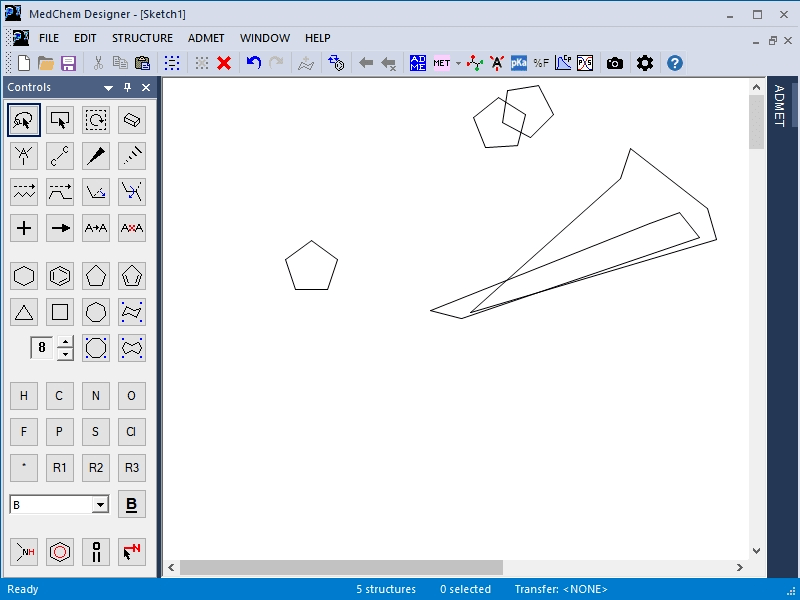 MedChem Designer - [Sketch1]
FILE EDIT STRUCTURE ADMET WINDOW HELP
AD ME MET pKa %F Cp
Controls
ADMET
A→A A×A
8
H C N O
F P S Cl
* R1 R2 R3
B B
NH N
Ready 5 structures 0 selected Transfer: <NONE>